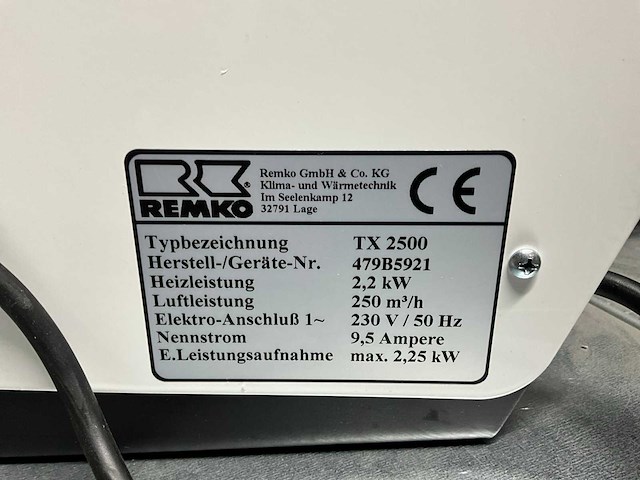 REMKO
Remko GmbH & Co. KG
Klima- und Wärmetechnik
Im Seelenkamp 12
32791 Lage
CE
Typbezeichnung TX 2500
Herstell-/Geräte-Nr. 479B5921
Heizleistung 2,2 kW
Luftleistung 250 m³/h
Elektro-Anschluß 1~ 230 V / 50 Hz
Nennstrom 9,5 Ampere
E.Leistungsaufnahme max. 2,25 kW